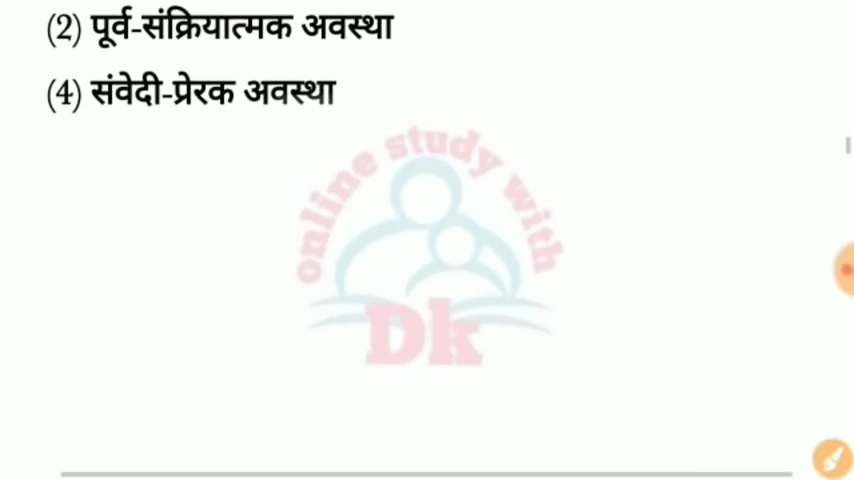 (2) पूर्व-संक्रियात्मक अवस्था
(4) संवेदी-प्रेरक अवस्था
online study with
Dk